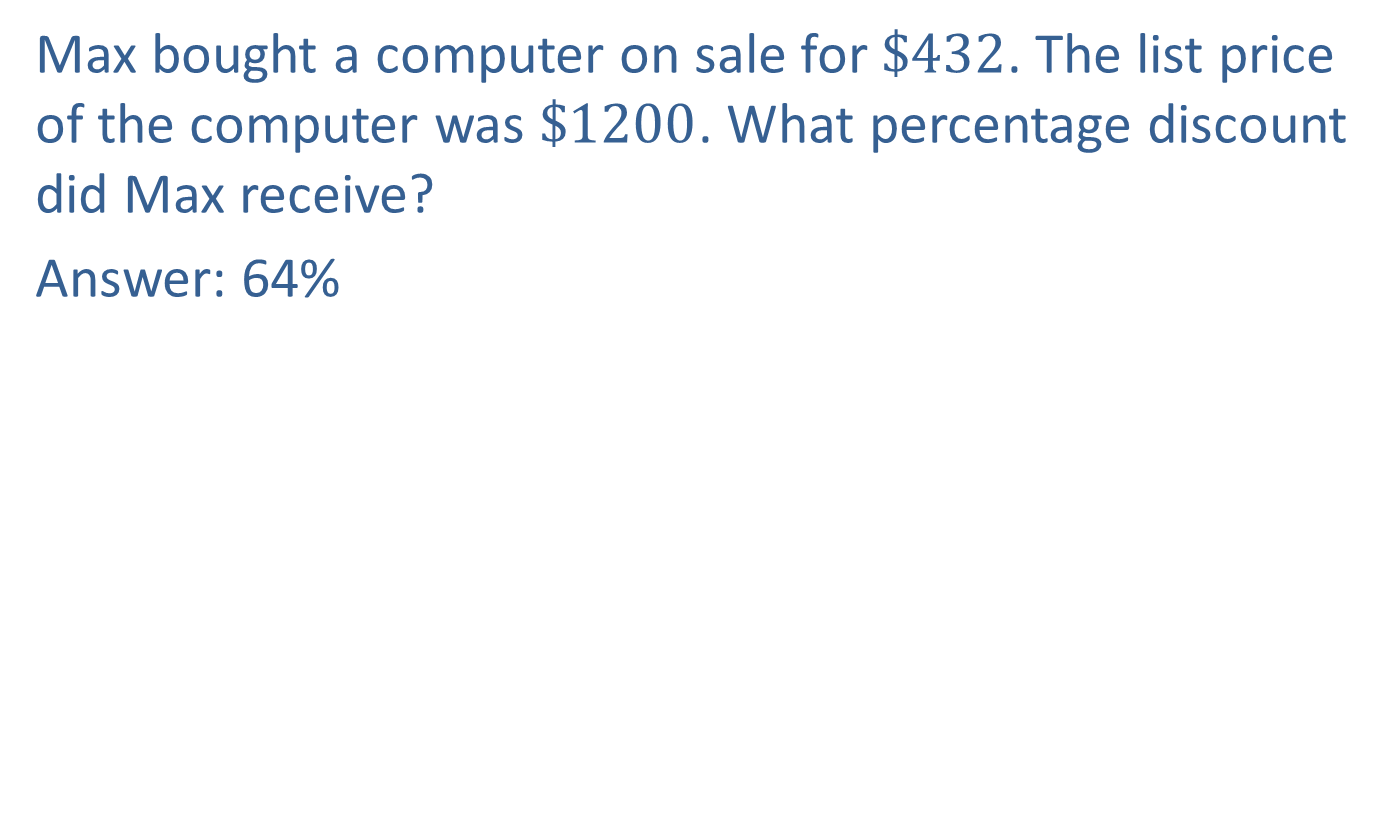 Max bought a computer on sale for $432. The list price
of the computer was $1200. What percentage discount
did Max receive?
Answer: 64%